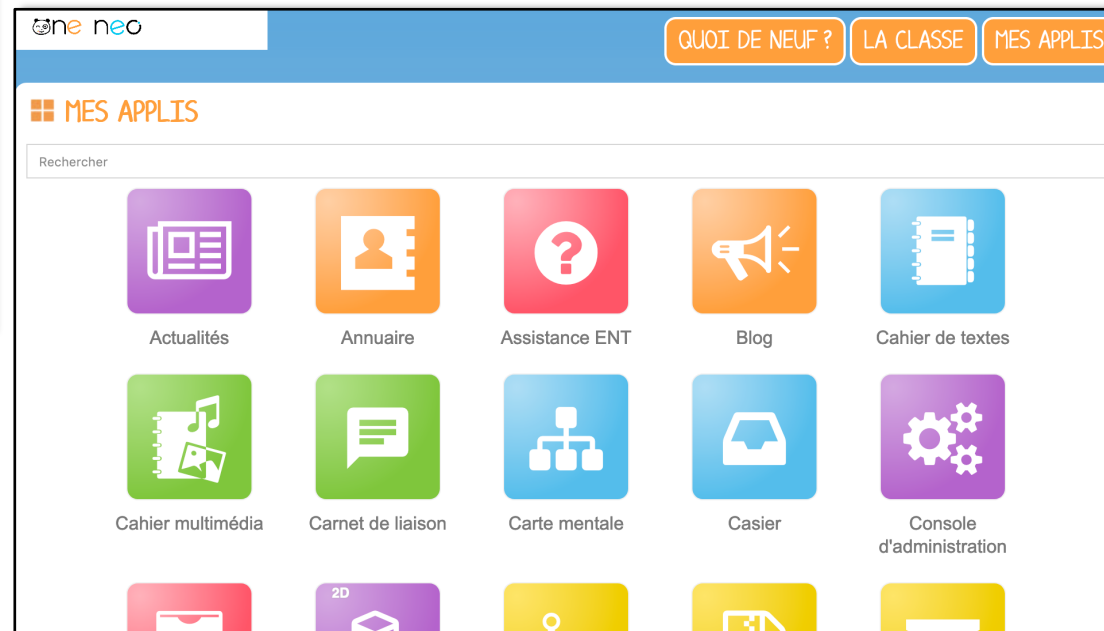 One neo
QUOI DE NEUF ?
LA CLASSE
MES APPLIS
MES APPLIS
Rechercher
Actualités
Annuaire
Assistance ENT
Blog
Cahier de textes
Cahier multimédia
Carnet de liaison
Carte mentale
Casier
Console
d'administration
2D